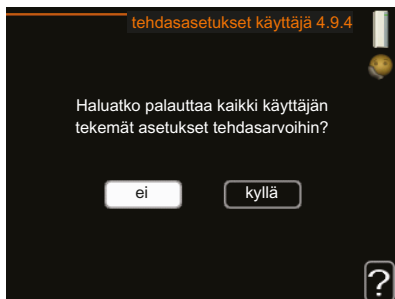 tehdasasetukset käyttäjä 4.9.4
Haluatko palauttaa kaikki käyttäjän
tekemät asetukset tehdasarvoihin?
ei
kyllä
?